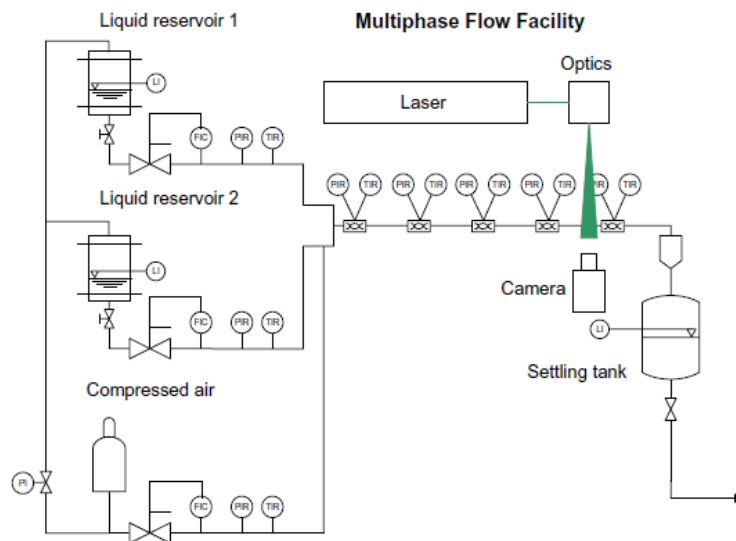 Liquid reservoir 1
Multiphase Flow Facility
Optics
Laser
LI
FIC
PIR
TIR
Liquid reservoir 2
PIR
TIR
PIR
TIR
PIR
TIR
PIR
TIR
PIR
TIR
LI
Camera
FIC
PIR
TIR
LI
Settling tank
Compressed air
PI
FIC
PIR
TIR